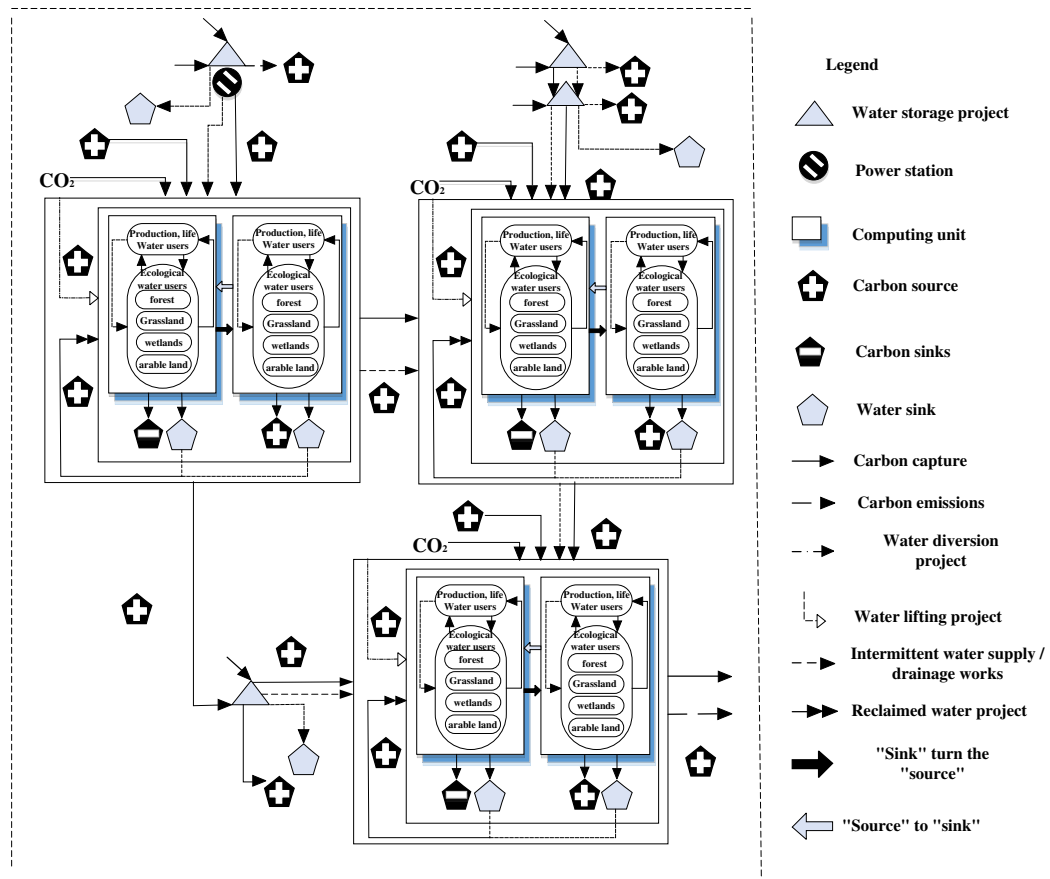 CO₂
Production, life
Water users
Ecological
water users
forest
Grassland
wetlands
arable land
Production, life
Water users
Ecological
water users
forest
Grassland
wetlands
arable land
CO₂
Production, life
Water users
Ecological
water users
forest
Grassland
wetlands
arable land
Production, life
Water users
Ecological
water users
forest
Grassland
wetlands
arable land
CO₂
Production, life
Water users
Ecological
water users
forest
Grassland
wetlands
arable land
Production, life
Water users
Ecological
water users
forest
Grassland
wetlands
arable land
Legend
Water storage project
Power station
Computing unit
Carbon source
Carbon sinks
Water sink
Carbon capture
Carbon emissions
Water diversion
project
Water lifting project
Intermittent water supply /
drainage works
Reclaimed water project
"Sink" turn the
"source"
"Source" to "sink"